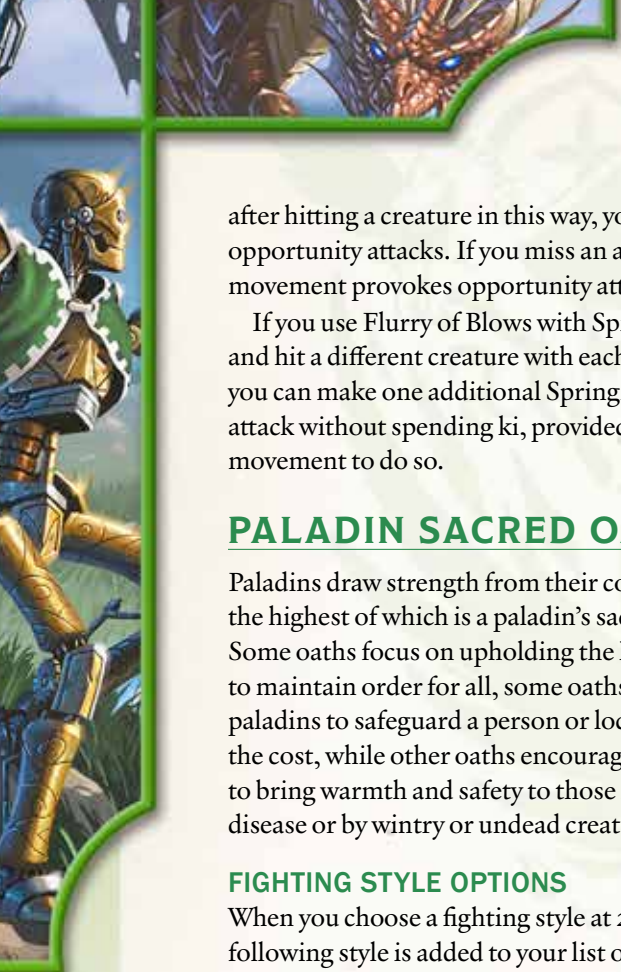 after hitting a creature in this way, yo
opportunity attacks. If you miss an a
movement provokes opportunity att
If you use Flurry of Blows with Spr
and hit a different creature with each
you can make one additional Spring
attack without spending ki, provided
movement to do so.
PALADIN SACRED OA
Paladins draw strength from their co
the highest of which is a paladin’s sac
Some oaths focus on upholding the
to maintain order for all, some oaths
paladins to safeguard a person or loc
the cost, while other oaths encourag
to bring warmth and safety to those
disease or by wintry or undead creat
FIGHTING STYLE OPTIONS
When you choose a fighting style at 2
following style is added to your list o